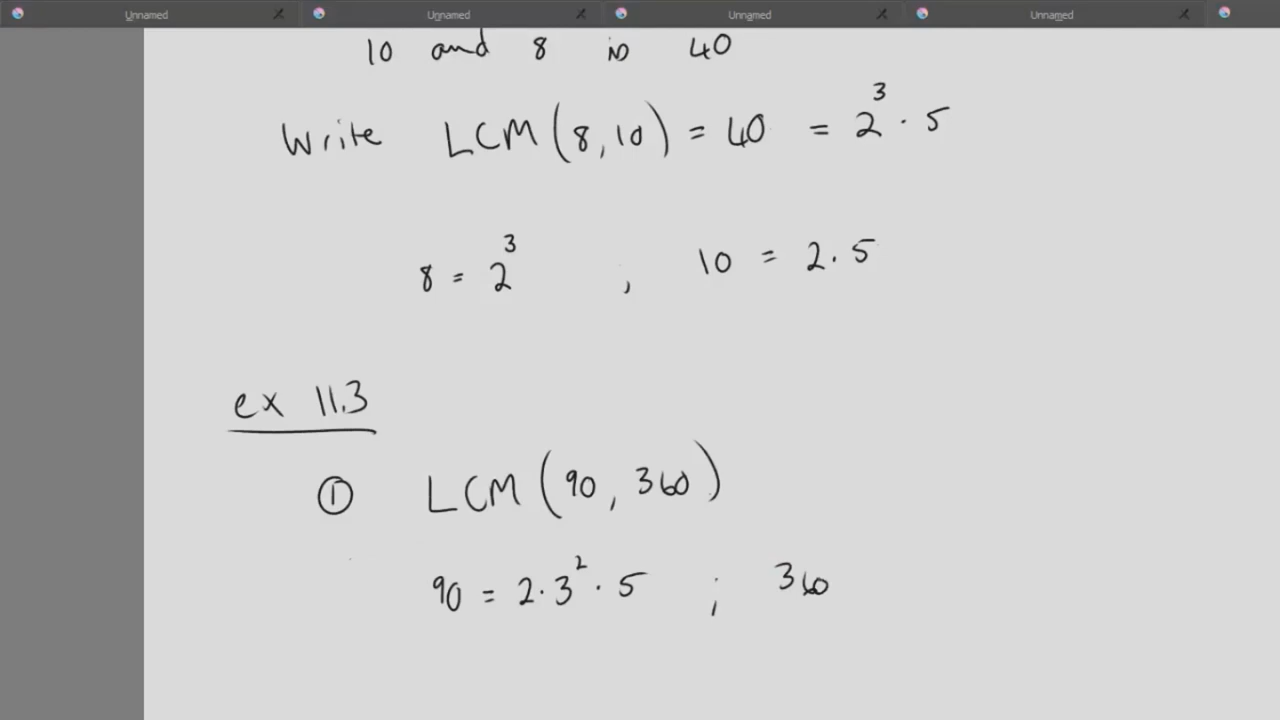 Unnamed Unnamed Unnamed Unnamed
10 and 8 is 40
Write LCM(8,10) = 40 = 2³ · 5
8 = 2³ , 10 = 2 · 5
ex 11.3
① LCM(90, 360)
90 = 2 · 3² · 5 ; 360